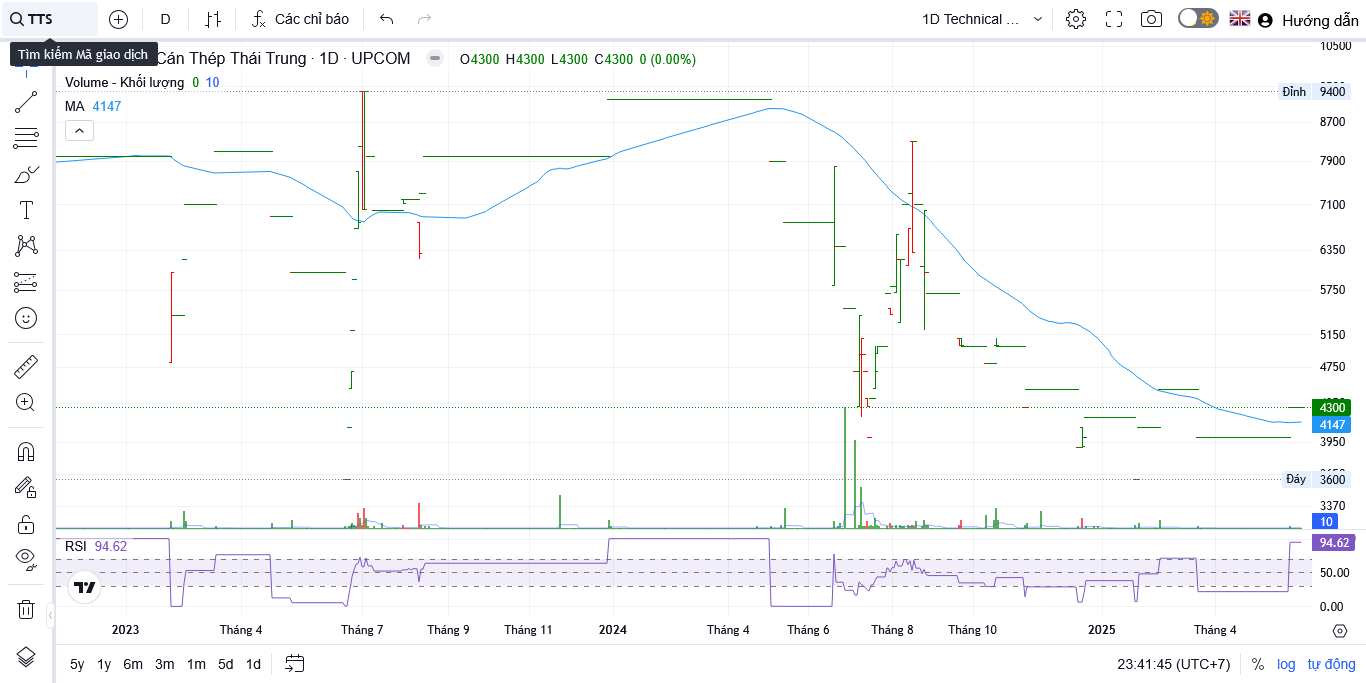 TTS D Các chỉ báo 1D Technical ... Hướng dẫn
Tìm kiếm Mã giao dịch
Cán Thép Thái Trung · 1D · UPCOM O4300 H4300 L4300 C4300 0 (0.00%)
Volume - Khối lượng 0 10
MA 4147
10500
Đỉnh 9400
8700
7900
7100
6350
5750
5150
4750
4300
4147
3950
Đáy 3600
3370
10
RSI 94.62
94.62
50.00
0.00
2023 Tháng 4 Tháng 7 Tháng 9 Tháng 11 2024 Tháng 4 Tháng 6 Tháng 8 Tháng 10 2025 Tháng 4
5y 1y 6m 3m 1m 5d 1d 23:41:45 (UTC+7) % log tự động